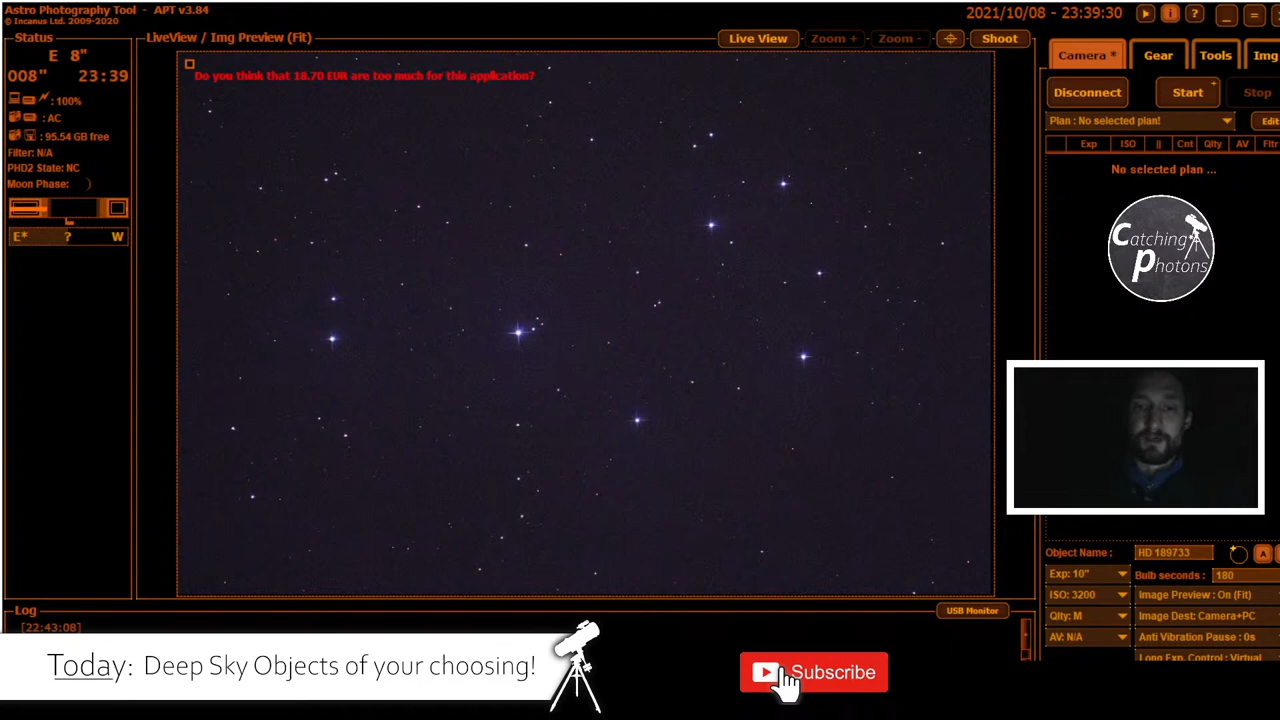 Astro Photography Tool - APT v3.84
© Incanus Ltd. 2009-2020
2021/10/08 - 23:39:30
i
?
Status
E 8"
008" 23:39
: 100%
: AC
: 95.54 GB free
Filter: N/A
PHD2 State: NC
Moon Phase: )
E* ? W
LiveView / Img Preview (Fit)
Live View
Zoom +
Zoom -
Shoot
Do you think that 18.70 EUR are too much for this application?
Camera *
Gear
Tools
Img
Disconnect
Start
Stop
Plan : No selected plan!
Edit
Exp ISO || Cnt Qlty AV Fltr
No selected plan ...
Catching
Photons
Object Name : HD 189733 A
Exp: 10" Bulb seconds : 180
ISO: 3200 Image Preview : On (Fit)
Qlty: M Image Dest: Camera+PC
AV: N/A Anti Vibration Pause : 0s
Long Exp. Control : Virtual
Log
USB Monitor
[22:43:08]
Today: Deep Sky Objects of your choosing!
Subscribe